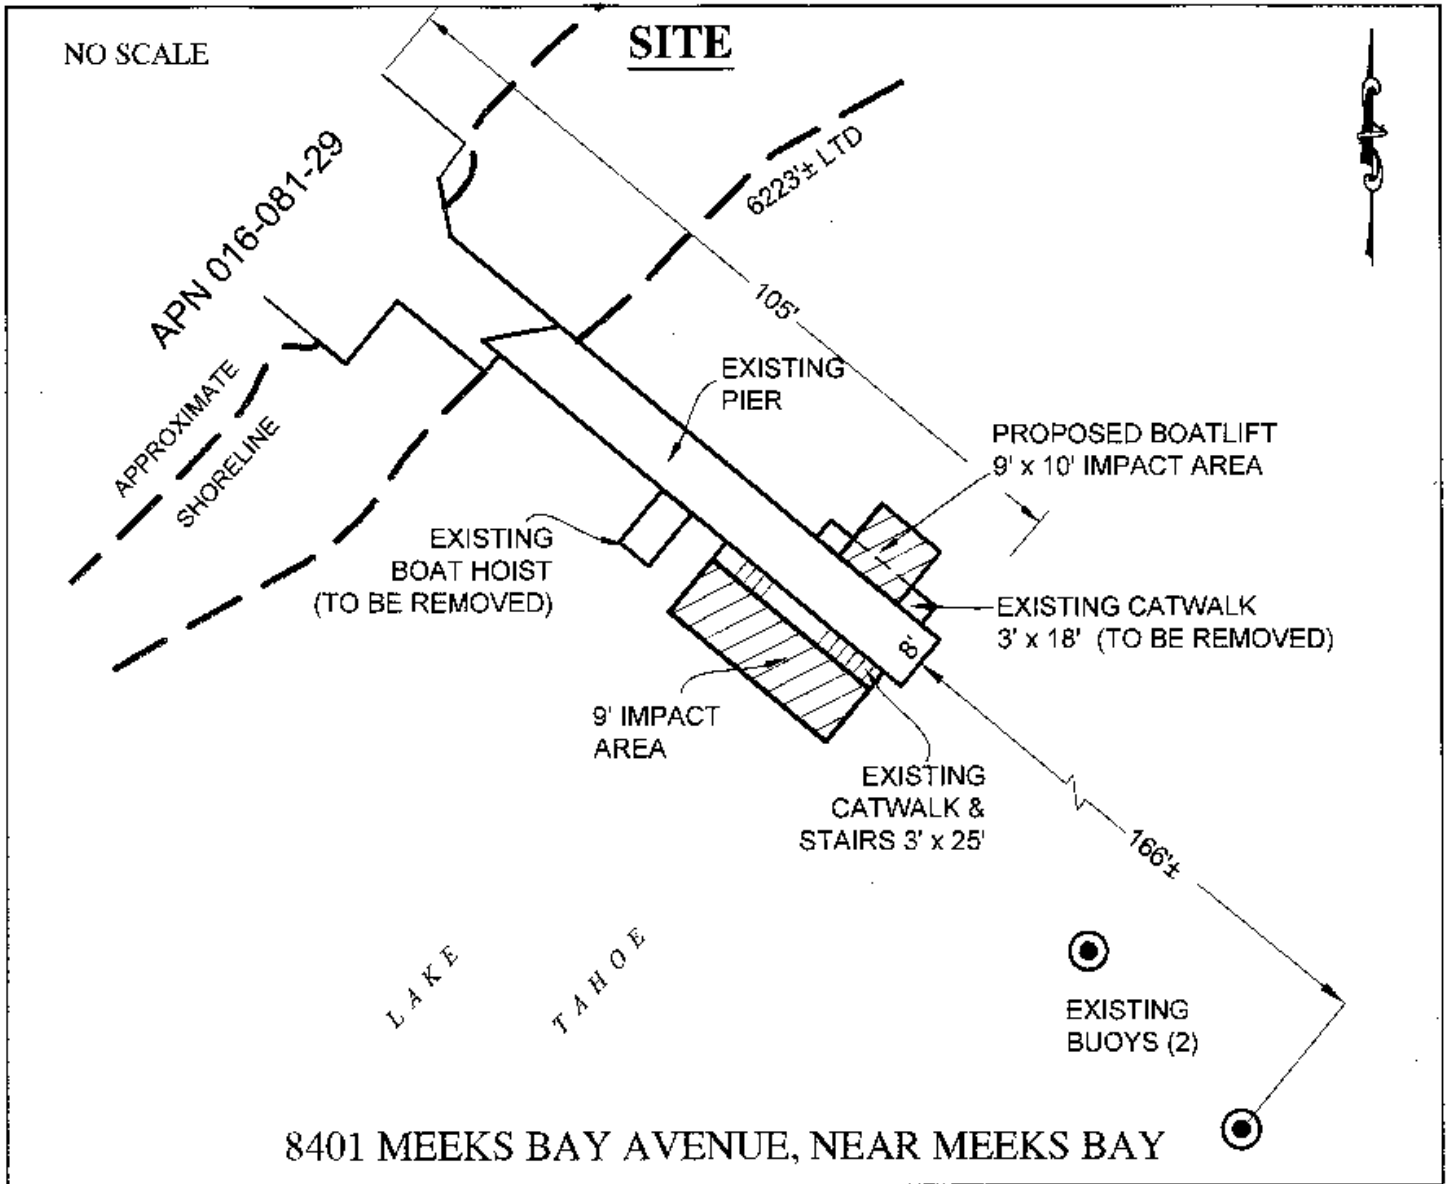 NO SCALE
SITE
APN 016-081-29
6223'± LTD
105'
APPROXIMATE
SHORELINE
EXISTING
PIER
PROPOSED BOATLIFT
9' x 10' IMPACT AREA
EXISTING
BOAT HOIST
(TO BE REMOVED)
EXISTING CATWALK
3' x 18' (TO BE REMOVED)
8'
9' IMPACT
AREA
EXISTING
CATWALK &
STAIRS 3' x 25'
166'±
LAKE
TAHOE
EXISTING
BUOYS (2)
8401 MEEKS BAY AVENUE, NEAR MEEKS BAY